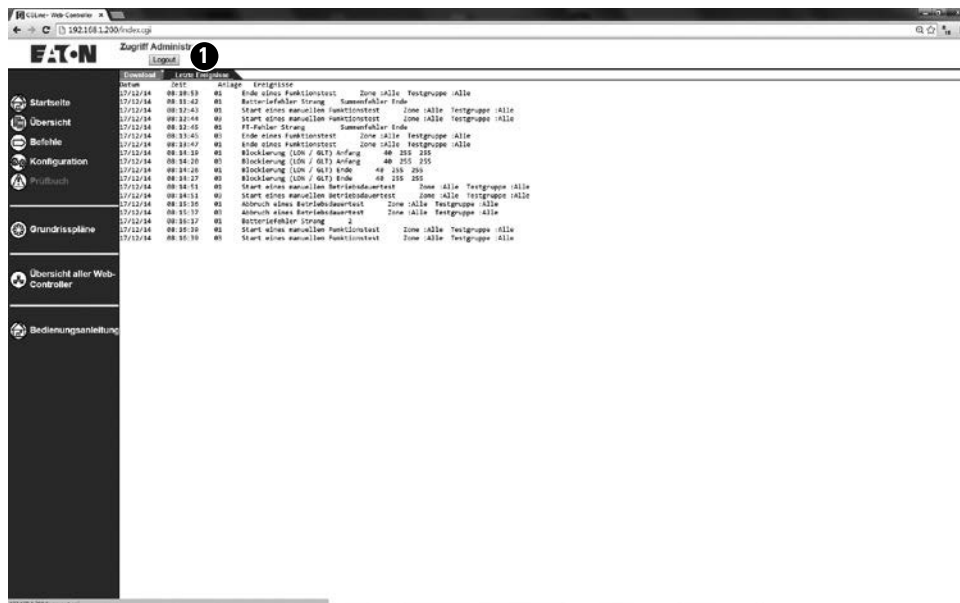 CGLine- Web-Controller
192.168.1.200/index.cgi
EATON
Zugriff Administr
Logout
1
Download Letzte Ereignisse
Datum Zeit Anlage Ereignisse
17/12/14 08:10:53 01 Ende eines Funktionstest Zone :Alle Testgruppe :Alle
17/12/14 08:11:42 01 Batteriefehler Strang Summenfehler Ende
17/12/14 08:12:43 01 Start eines manuellen Funktionstest Zone :Alle Testgruppe :Alle
17/12/14 08:12:44 03 Start eines manuellen Funktionstest Zone :Alle Testgruppe :Alle
17/12/14 08:12:45 03 FT-Fehler Strang Summenfehler Ende
17/12/14 08:13:45 03 Ende eines Funktionstest Zone :Alle Testgruppe :Alle
17/12/14 08:13:47 01 Ende eines Funktionstest Zone :Alle Testgruppe :Alle
17/12/14 08:14:19 01 Blockierung (LON / GLT) Anfang 40 255 255
17/12/14 08:14:20 03 Blockierung (LON / GLT) Anfang 40 255 255
17/12/14 08:14:26 01 Blockierung (LON / GLT) Ende 40 255 255
17/12/14 08:14:27 03 Blockierung (LON / GLT) Ende 40 255 255
17/12/14 08:14:51 01 Start eines manuellen Betriebsdauertest Zone :Alle Testgruppe :Alle
17/12/14 08:14:51 03 Start eines manuellen Betriebsdauertest Zone :Alle Testgruppe :Alle
17/12/14 08:15:36 01 Abbruch eines Betriebsdauertest Zone :Alle Testgruppe :Alle
17/12/14 08:15:37 03 Abbruch eines Betriebsdauertest Zone :Alle Testgruppe :Alle
17/12/14 08:16:17 01 Batteriefehler Strang 2
17/12/14 08:16:39 01 Start eines manuellen Funktionstest Zone :Alle Testgruppe :Alle
17/12/14 08:16:39 03 Start eines manuellen Funktionstest Zone :Alle Testgruppe :Alle
Startseite
Übersicht
Befehle
Konfiguration
Prüfbuch
Grundrisspläne
Übersicht aller Web-
Controller
Bedienungsanleitung